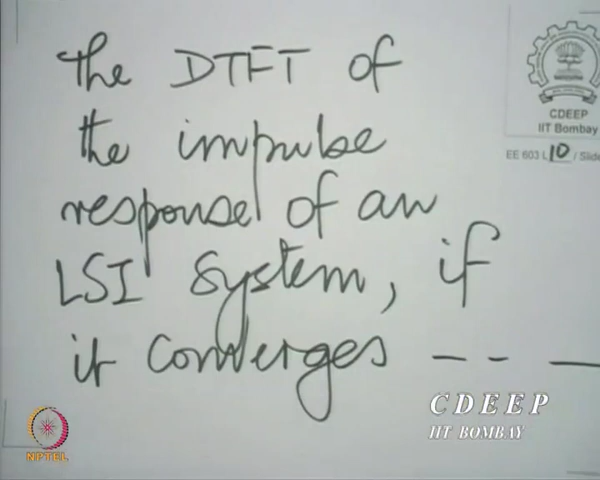 the DTFT of
the impulse
response of an
LSI System, if
it converges -- —
CDEEP
IIT Bombay
EE 603 L 10 / Slide
CDEEP
IIT BOMBAY
NPTEL